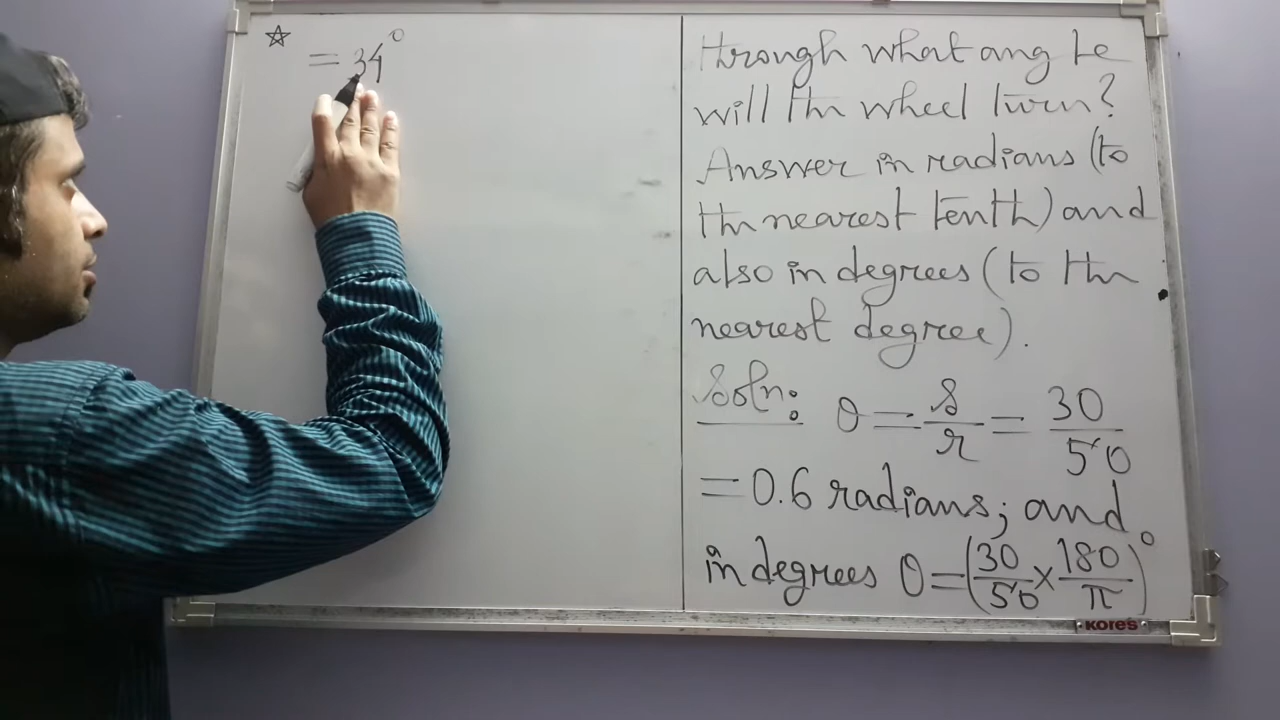 ☆ = 34°
Through what angle
will the wheel turn?
Answer in radians (to
the nearest tenth) and
also in degrees (to the
nearest degree).
Soln: θ = s/r = 30/50
= 0.6 radians; and
in degrees θ = (30/50 × 180/π)°
KORES